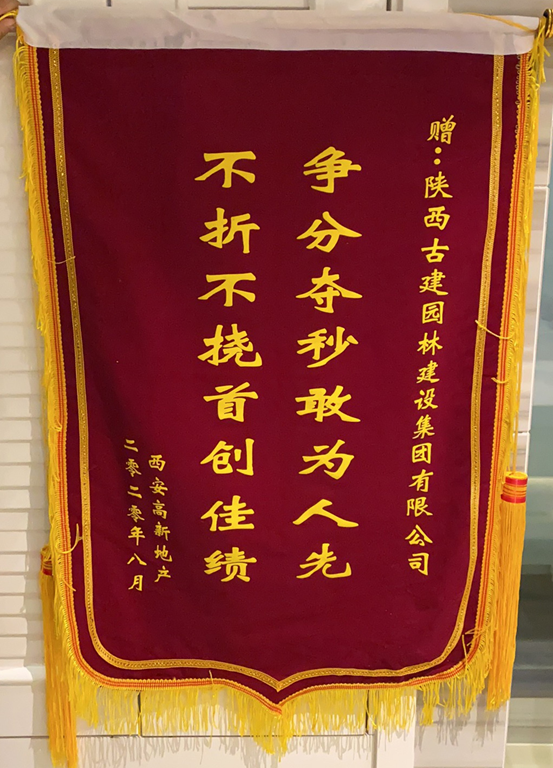 赠：陕西古建园林建设集团有限公司
争分夺秒敢为人先
不折不挠首创佳绩
西安高新地产
二零二零年八月